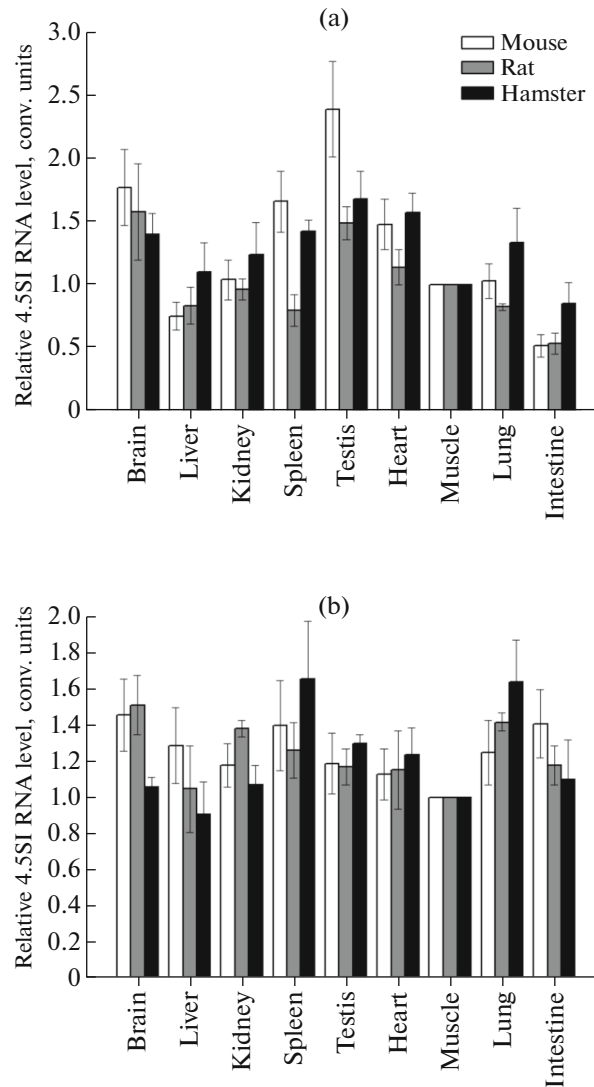 (a)
Relative 4.5SI RNA level, conv. units
3.0
2.5
2.0
1.5
1.0
0.5
0
Mouse
Rat
Hamster
Brain
Liver
Kidney
Spleen
Testis
Heart
Muscle
Lung
Intestine
(b)
Relative 4.5SI RNA level, conv. units
2.0
1.8
1.6
1.4
1.2
1.0
0.8
0.6
0.4
0.2
0
Brain
Liver
Kidney
Spleen
Testis
Heart
Muscle
Lung
Intestine